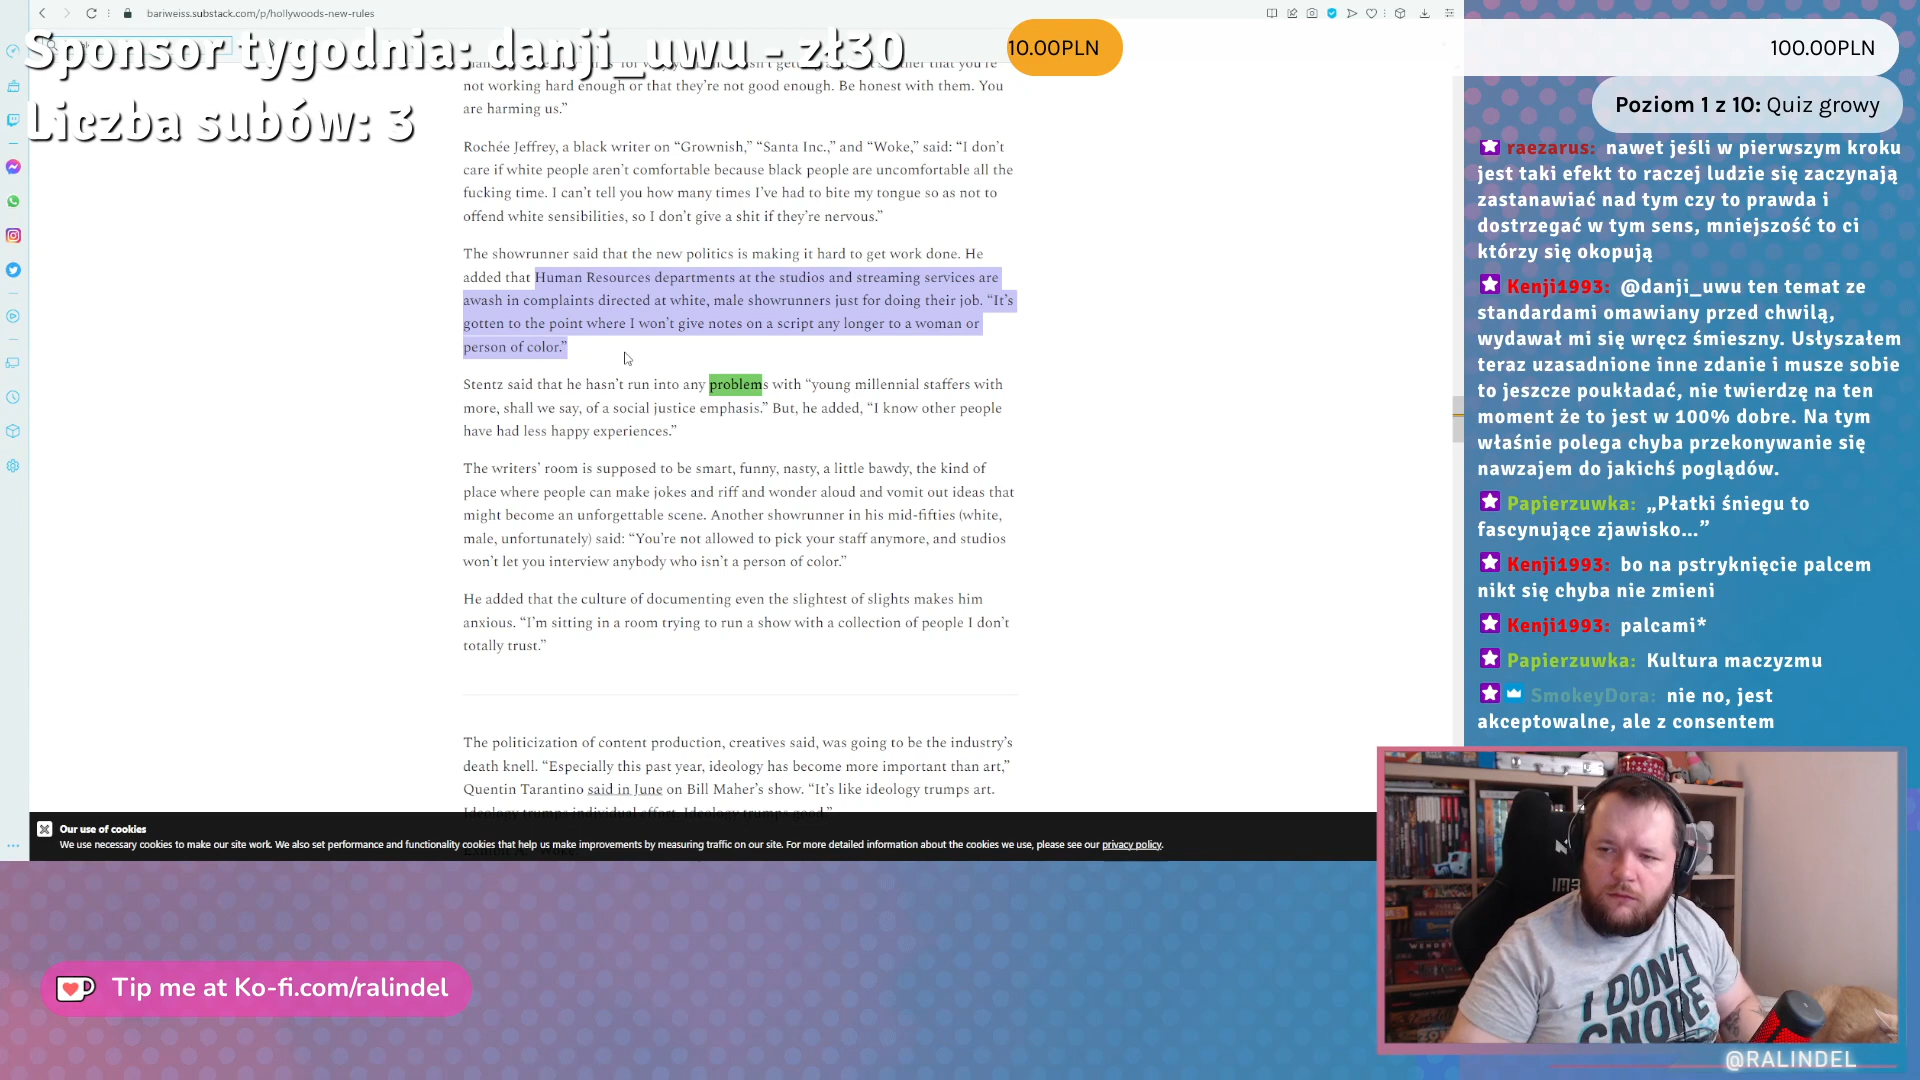 bariweiss.substack.com/p/hollywoods-new-rules
Sponsor tygodnia: danji_uwu - zł30
Liczba subów: 3
10.00PLN
100.00PLN
Poziom 1 z 10: Quiz growy
not working hard enough or that they're not good enough. Be honest with them. You
are harming us.”
Rochée Jeffrey, a black writer on “Grownish,” “Santa Inc.,” and “Woke,” said: “I don’t
care if white people aren’t comfortable because black people are uncomfortable all the
fucking time. I can’t tell you how many times I’ve had to bite my tongue so as not to
offend white sensibilities, so I don’t give a shit if they’re nervous.”
The showrunner said that the new politics is making it hard to get work done. He
added that Human Resources departments at the studios and streaming services are
awash in complaints directed at white, male showrunners just for doing their job. “It’s
gotten to the point where I won’t give notes on a script any longer to a woman or
person of color.”
Stentz said that he hasn’t run into any problems with “young millennial staffers with
more, shall we say, of a social justice emphasis.” But, he added, “I know other people
have had less happy experiences.”
The writers’ room is supposed to be smart, funny, nasty, a little bawdy, the kind of
place where people can make jokes and riff and wonder aloud and vomit out ideas that
might become an unforgettable scene. Another showrunner in his mid-fifties (white,
male, unfortunately) said: “You’re not allowed to pick your staff anymore, and studios
won’t let you interview anybody who isn’t a person of color.”
He added that the culture of documenting even the slightest of slights makes him
anxious. “I’m sitting in a room trying to run a show with a collection of people I don’t
totally trust.”
The politicization of content production, creatives said, was going to be the industry’s
death knell. “Especially this past year, ideology has become more important than art,”
Quentin Tarantino said in June on Bill Maher’s show. “It’s like ideology trumps art.
Ideology trumps individual effort. Ideology trumps good.”
Our use of cookies
We use necessary cookies to make our site work. We also set performance and functionality cookies that help us make improvements by measuring traffic on our site. For more detailed information about the cookies we use, please see our privacy policy.
raezarus: nawet jeśli w pierwszym kroku
jest taki efekt to raczej ludzie się zaczynają
zastanawiać nad tym czy to prawda i
dostrzegać w tym sens, mniejszość to ci
którzy się okopują
Kenji1993: @danji_uwu ten temat ze
standardami omawiany przed chwilą,
wydawał mi się wręcz śmieszny. Usłyszałem
teraz uzasadnione inne zdanie i musze sobie
to jeszcze poukładać, nie twierdzę na ten
moment że to jest w 100% dobre. Na tym
właśnie polega chyba przekonywanie się
nawzajem do jakichś poglądów.
Papierzuwka: „Płatki śniegu to
fascynujące zjawisko...”
Kenji1993: bo na pstryknięcie palcem
nikt się chyba nie zmieni
Kenji1993: palcami*
Papierzuwka: Kultura maczyzmu
SmokeyDora: nie no, jest
akceptowalne, ale z consentem
I DON'T
SNORE
Tip me at Ko-fi.com/ralindel
@RALINDEL